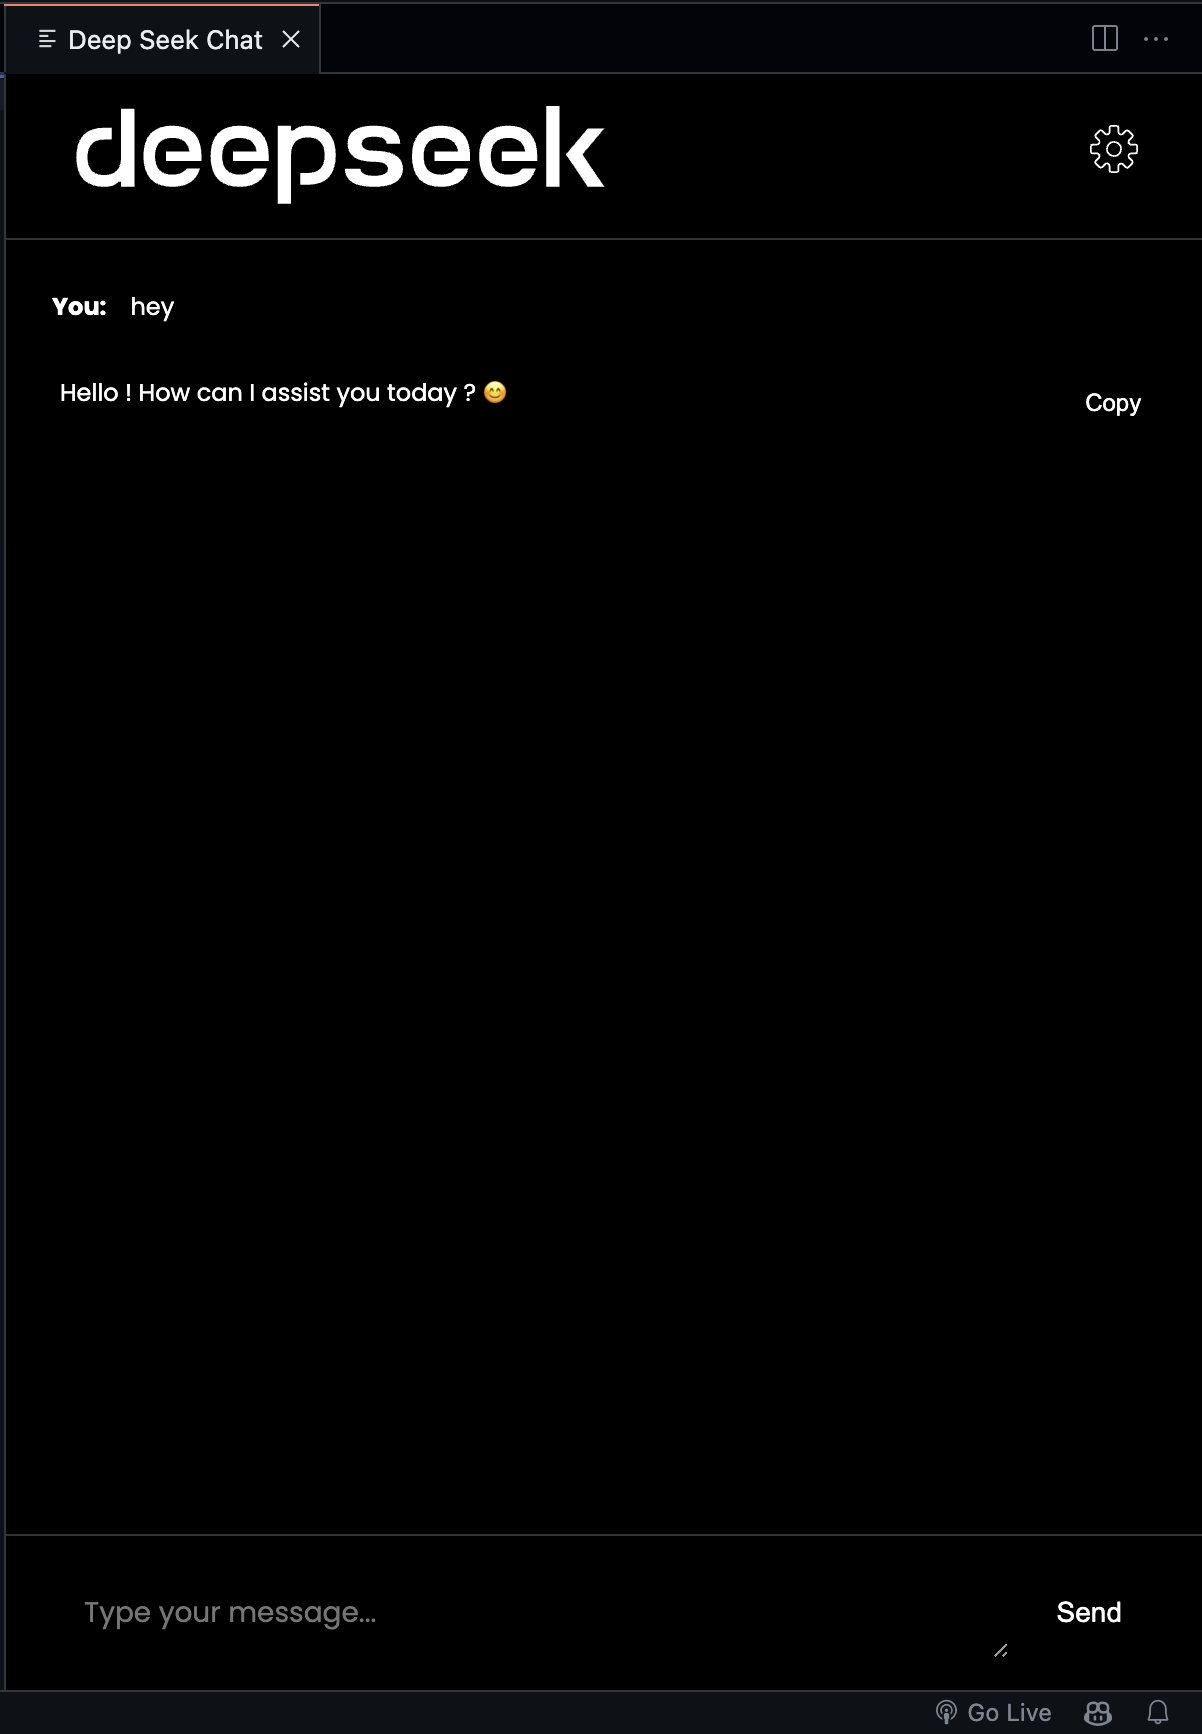 Deep Seek Chat
deepseek
You: hey
Hello ! How can I assist you today ? 😊
Copy
Type your message...
Send
Go Live